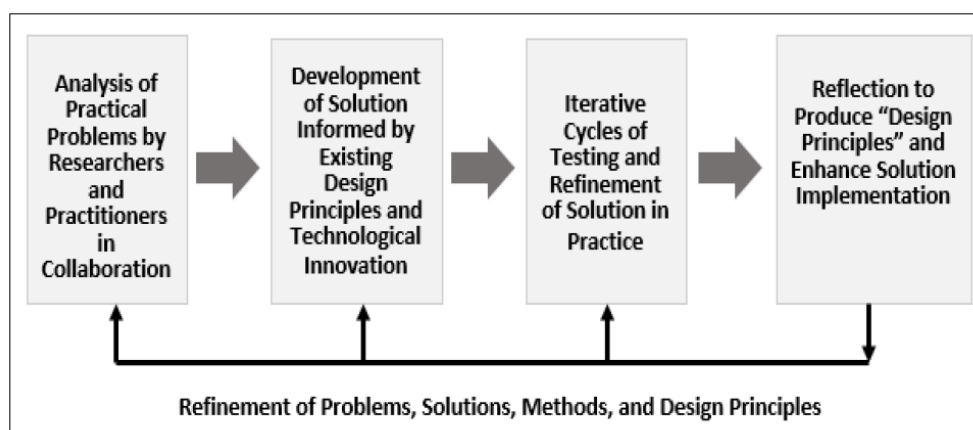 Analysis of
Practical
Problems by
Researchers
and
Practitioners
in
Collaboration
Development
of Solution
Informed by
Existing
Design
Principles and
Technological
Innovation
Iterative
Cycles of
Testing and
Refinement
of Solution in
Practice
Reflection to
Produce “Design
Principles” and
Enhance Solution
Implementation
Refinement of Problems, Solutions, Methods, and Design Principles